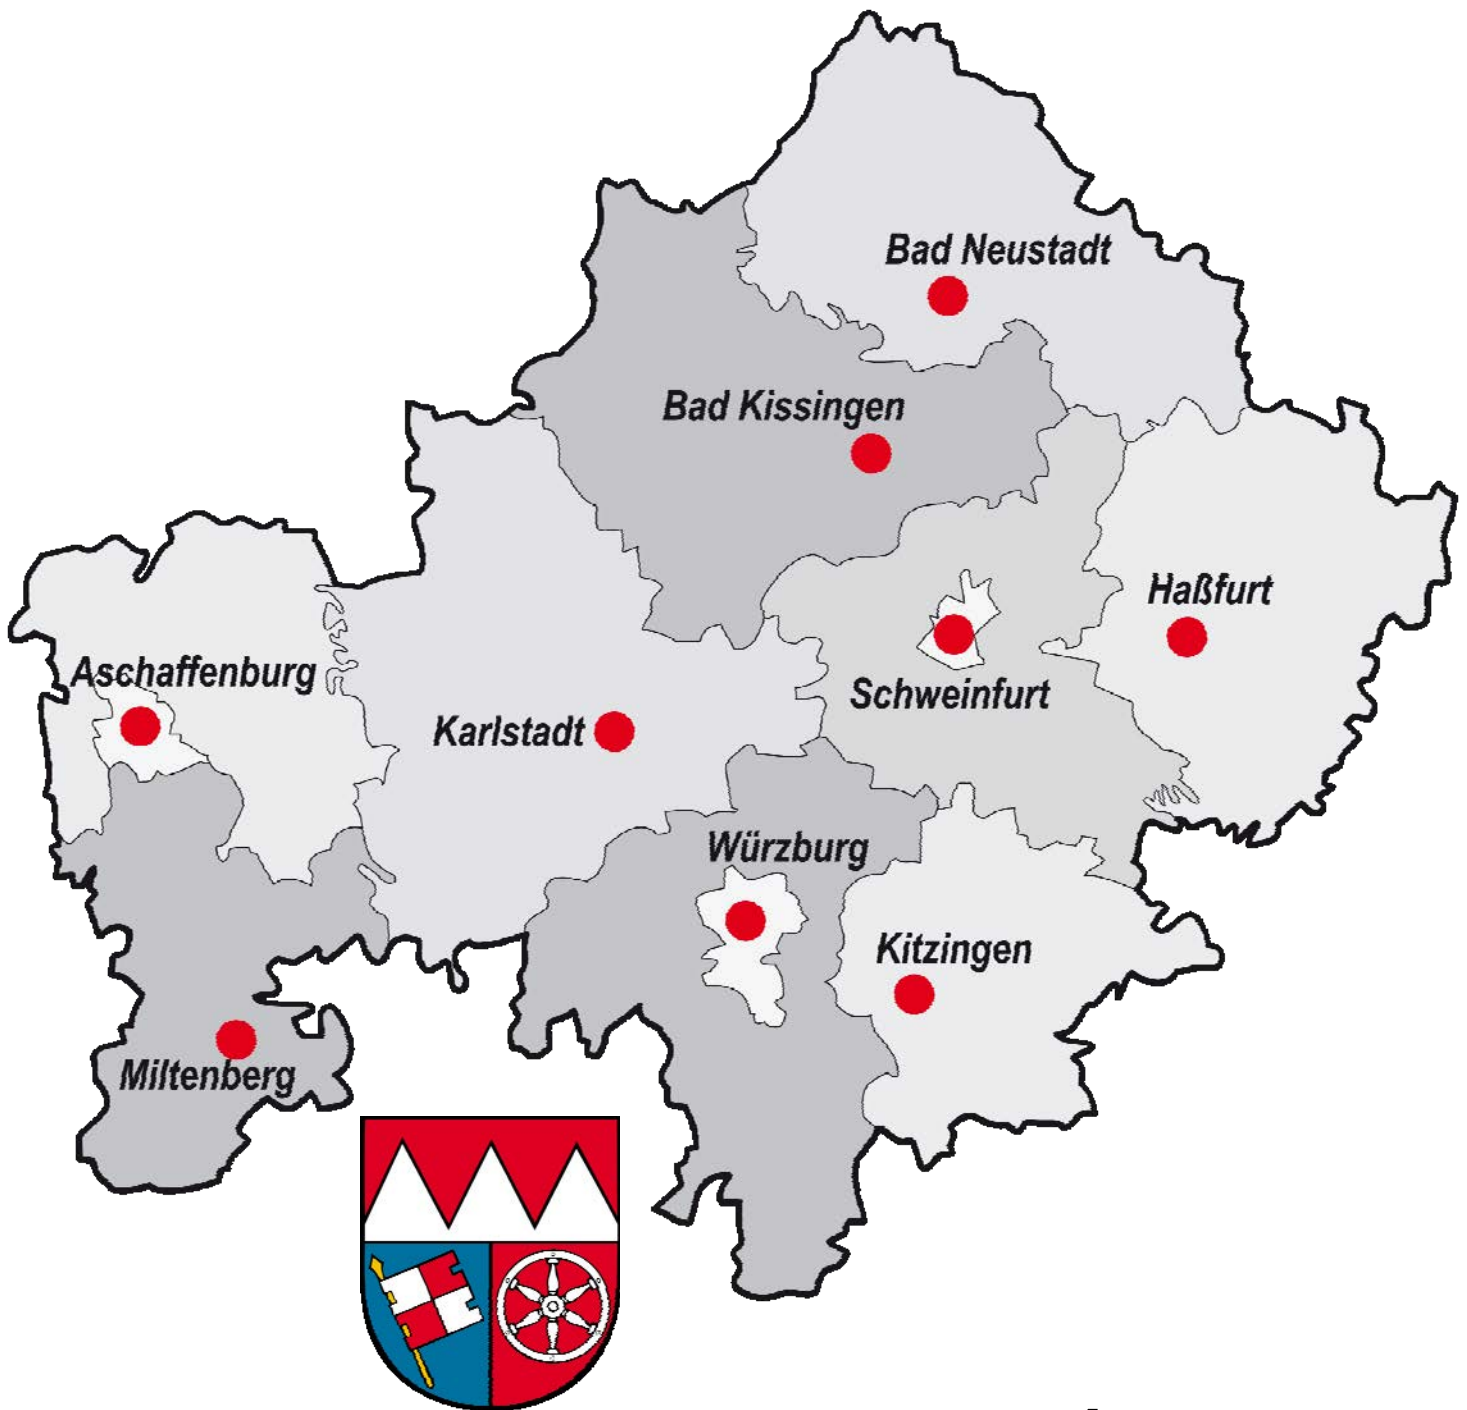 Bad Neustadt
Bad Kissingen
Haßfurt
Aschaffenburg
Schweinfurt
Karlstadt
Würzburg
Kitzingen
Miltenberg